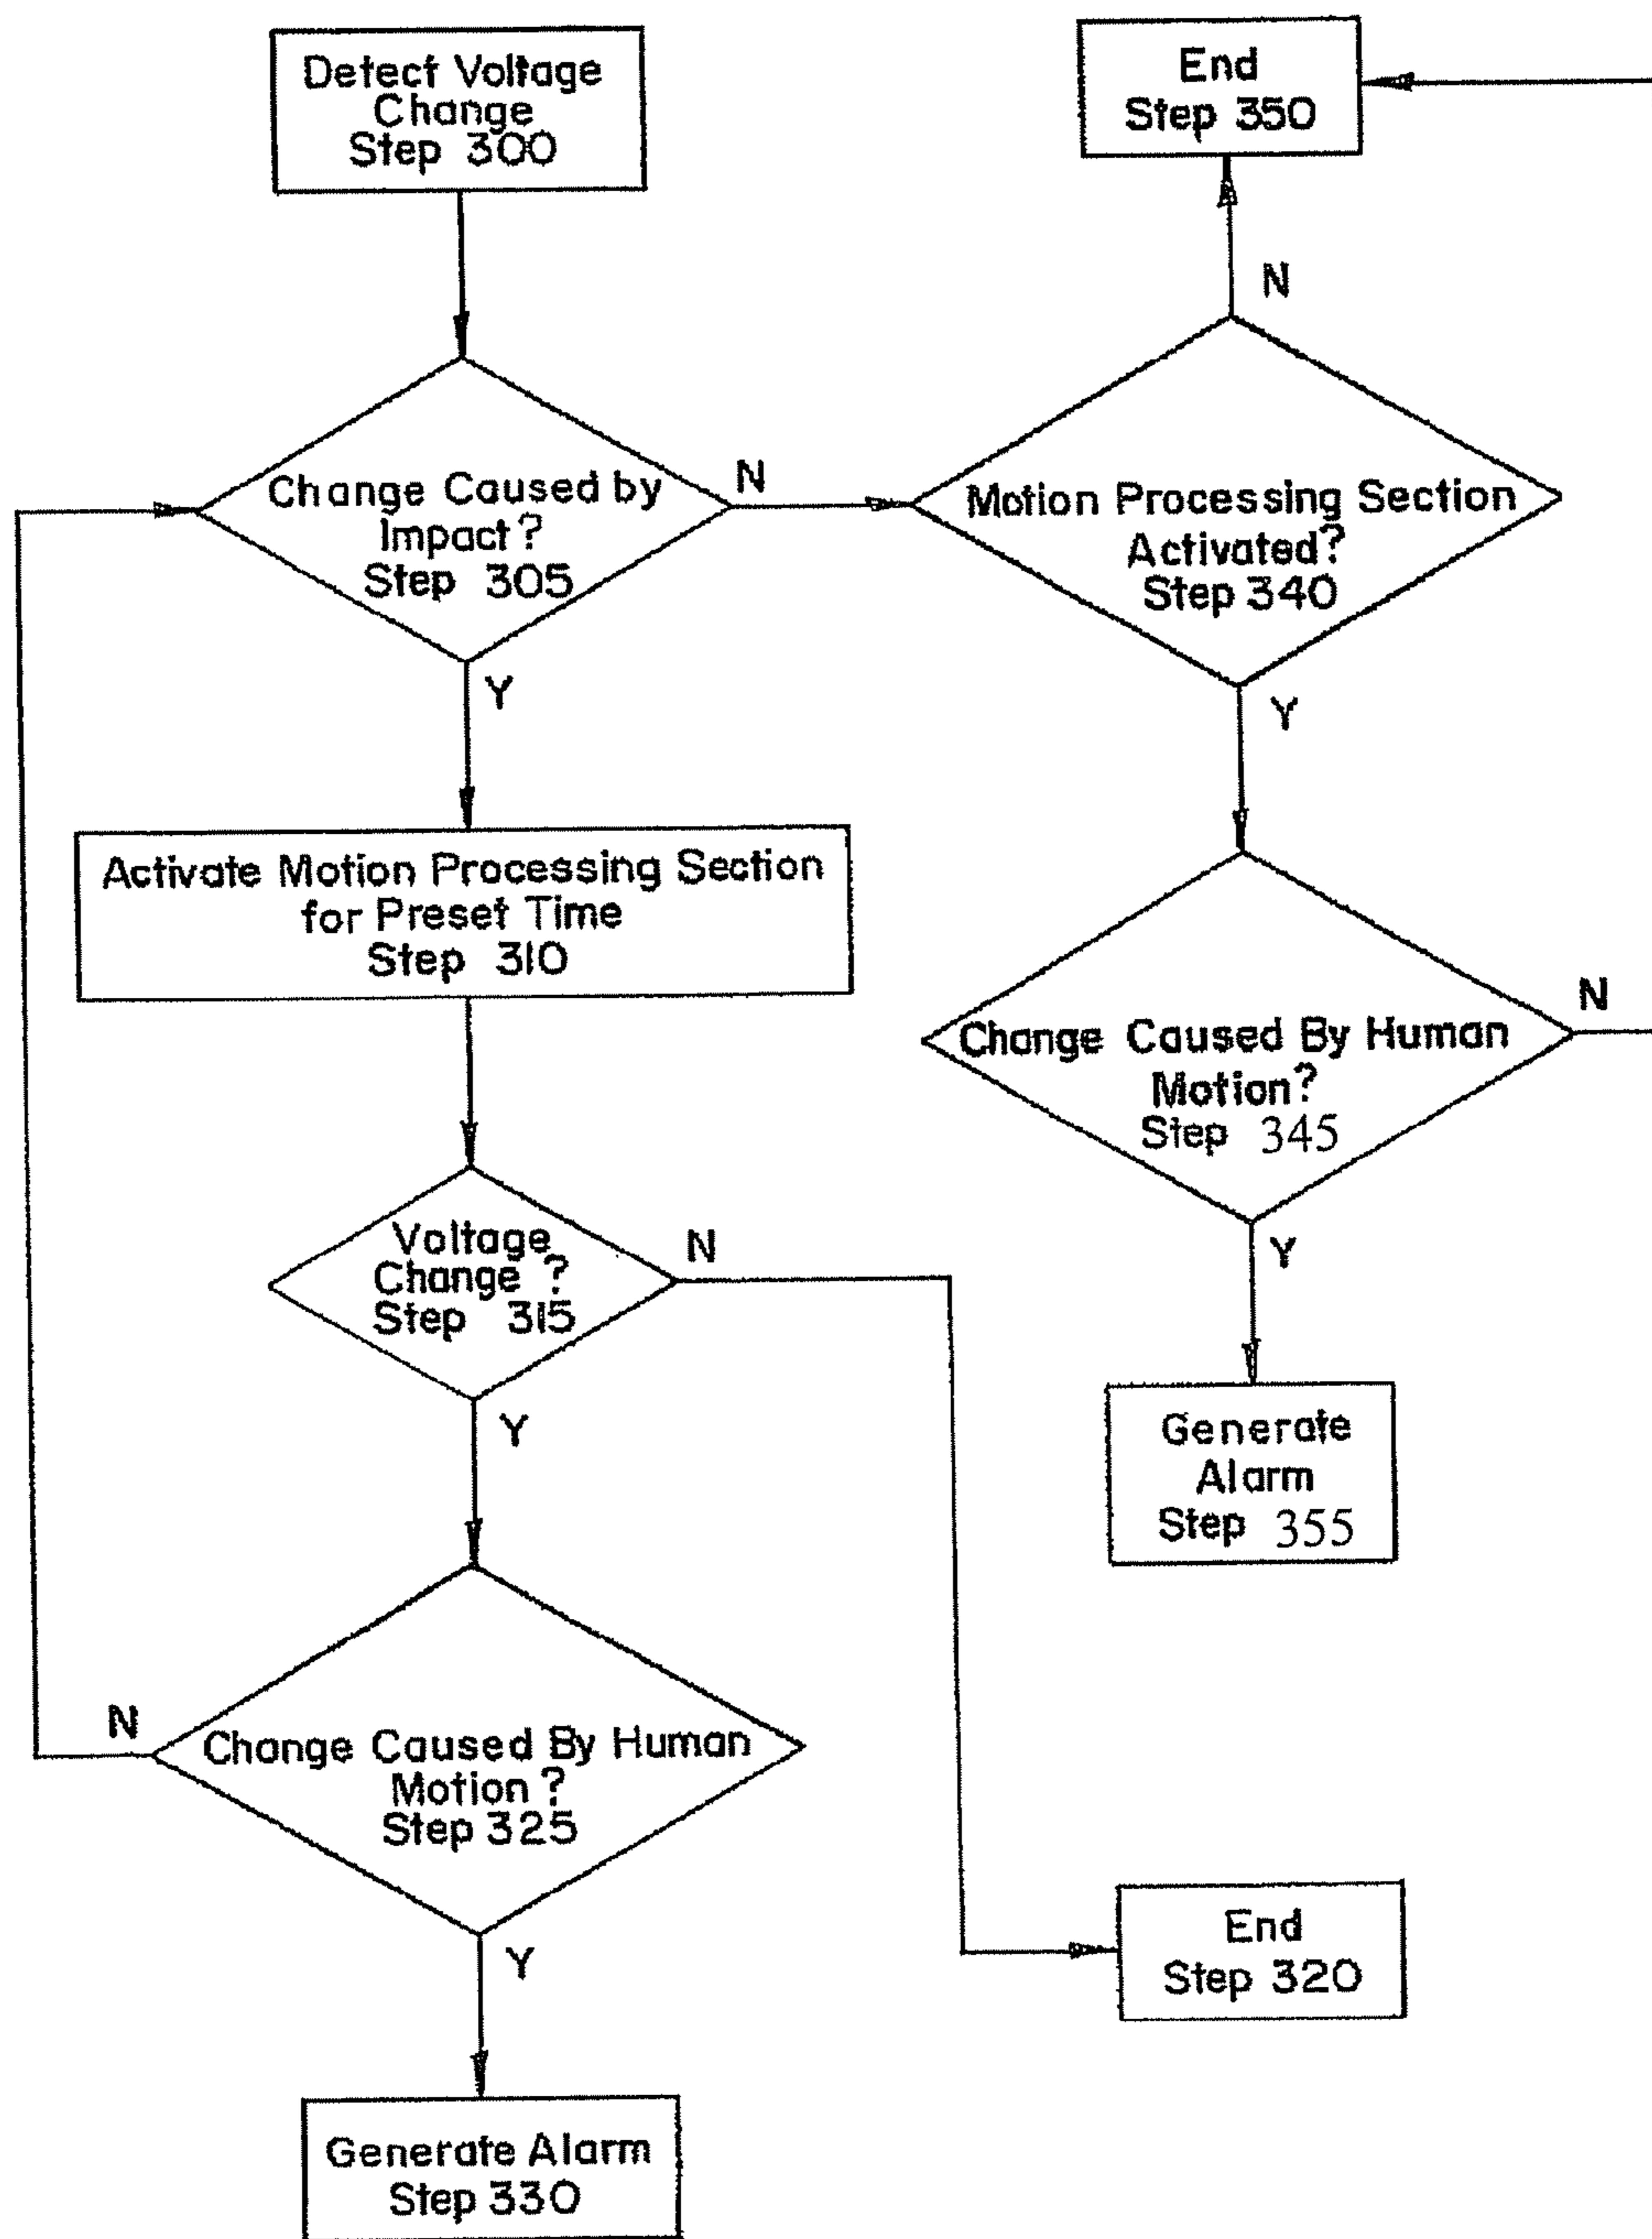 Detect Voltage
Change
Step 300
End
Step 350
N
Change Caused by
Impact?
Step 305
N
Motion Processing Section
Activated?
Step 340
Y
Y
Activate Motion Processing Section
for Preset Time
Step 310
Change Caused By Human
Motion?
Step 345
N
Y
Voltage
Change ?
Step 315
N
Y
Generate
Alarm
Step 355
Change Caused By Human
Motion ?
Step 325
N
Y
End
Step 320
Generate Alarm
Step 330